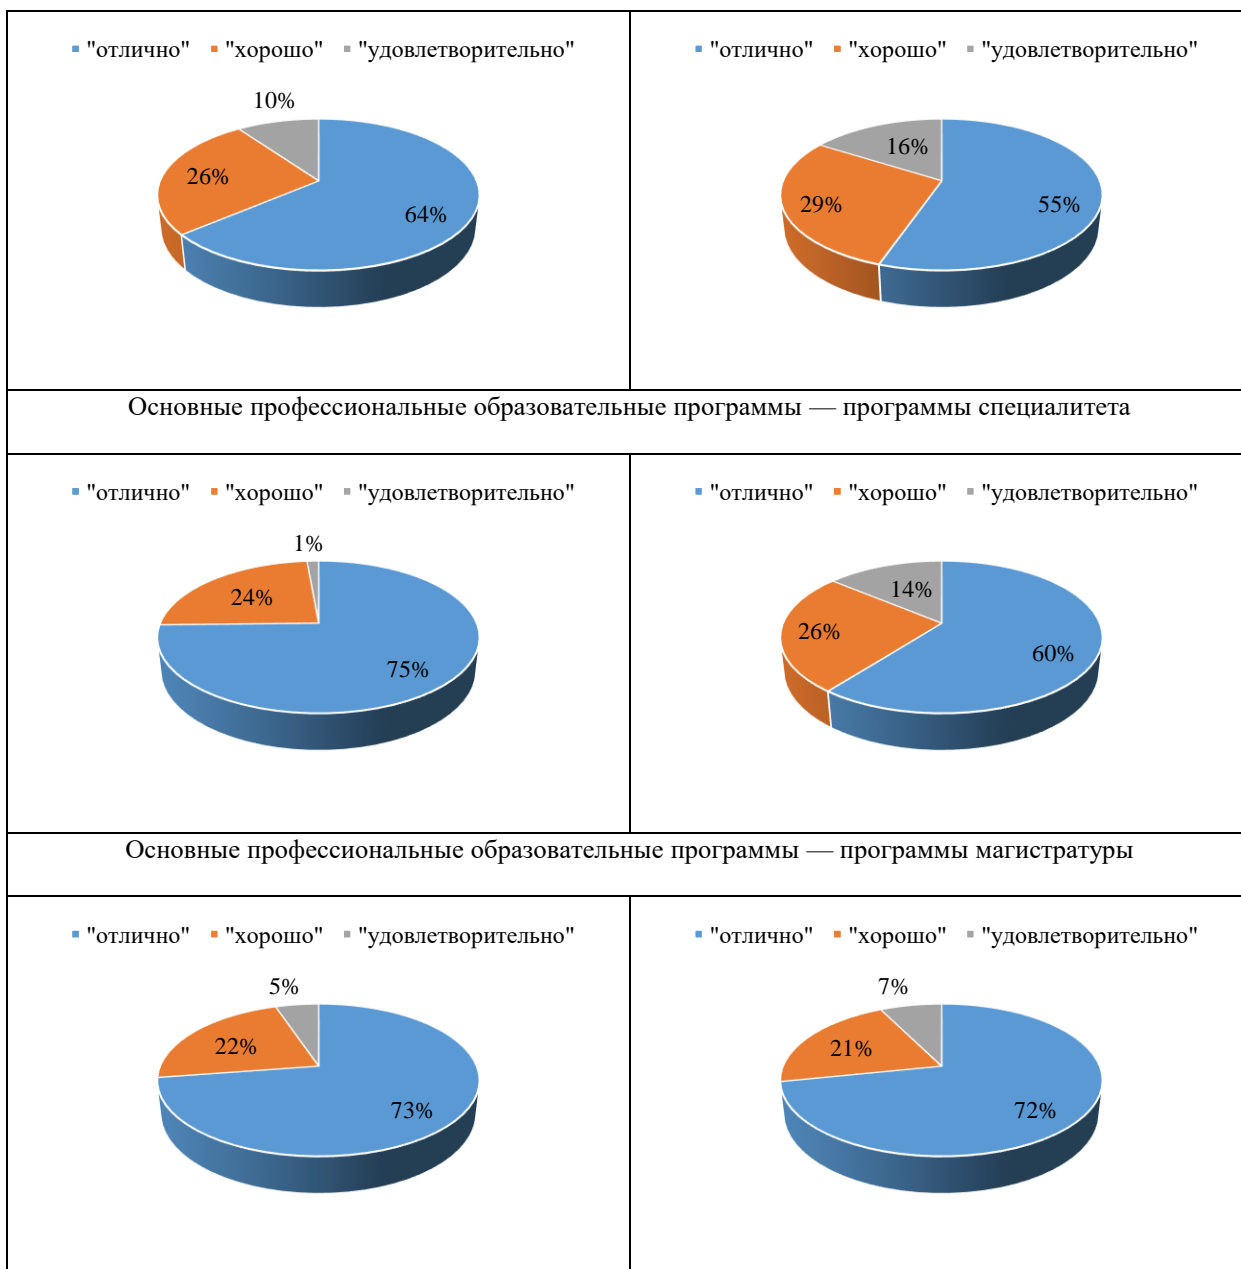 "отлично" "хорошо" "удовлетворительно"
10%
26%
64%
"отлично" "хорошо" "удовлетворительно"
16%
29%
55%
Основные профессиональные образовательные программы — программы специалитета
"отлично" "хорошо" "удовлетворительно"
1%
24%
75%
"отлично" "хорошо" "удовлетворительно"
14%
26%
60%
Основные профессиональные образовательные программы — программы магистратуры
"отлично" "хорошо" "удовлетворительно"
5%
22%
73%
"отлично" "хорошо" "удовлетворительно"
7%
21%
72%